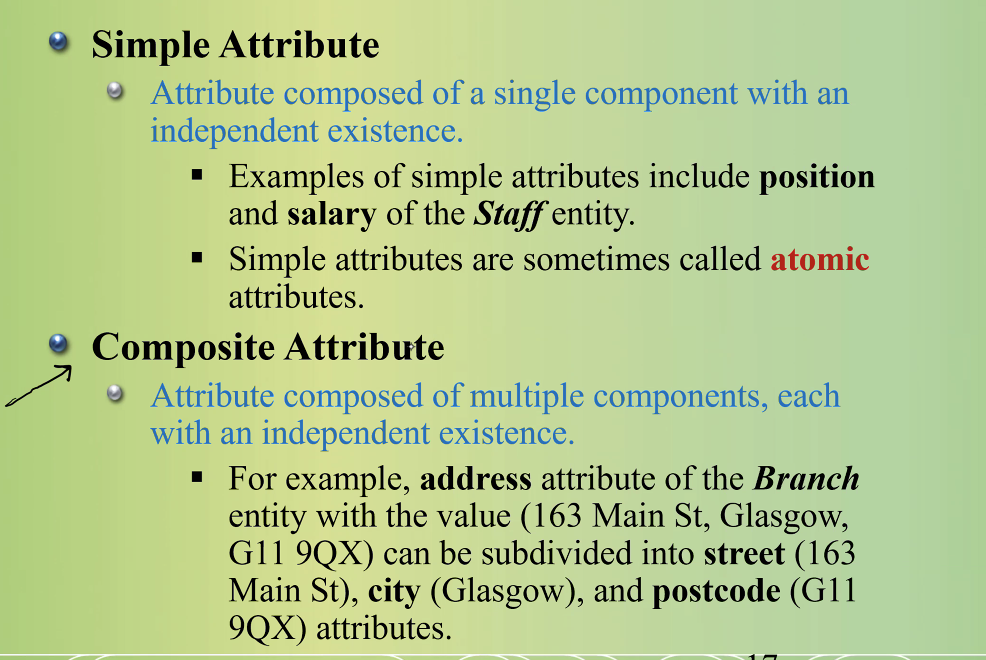 Simple Attribute
Attribute composed of a single component with an
independent existence.
Examples of simple attributes include position
and salary of the Staff entity.
Simple attributes are sometimes called atomic
attributes.
Composite Attribute
Attribute composed of multiple components, each
with an independent existence.
For example, address attribute of the Branch
entity with the value (163 Main St, Glasgow,
G11 9QX) can be subdivided into street (163
Main St), city (Glasgow), and postcode (G11
9QX) attributes.
17